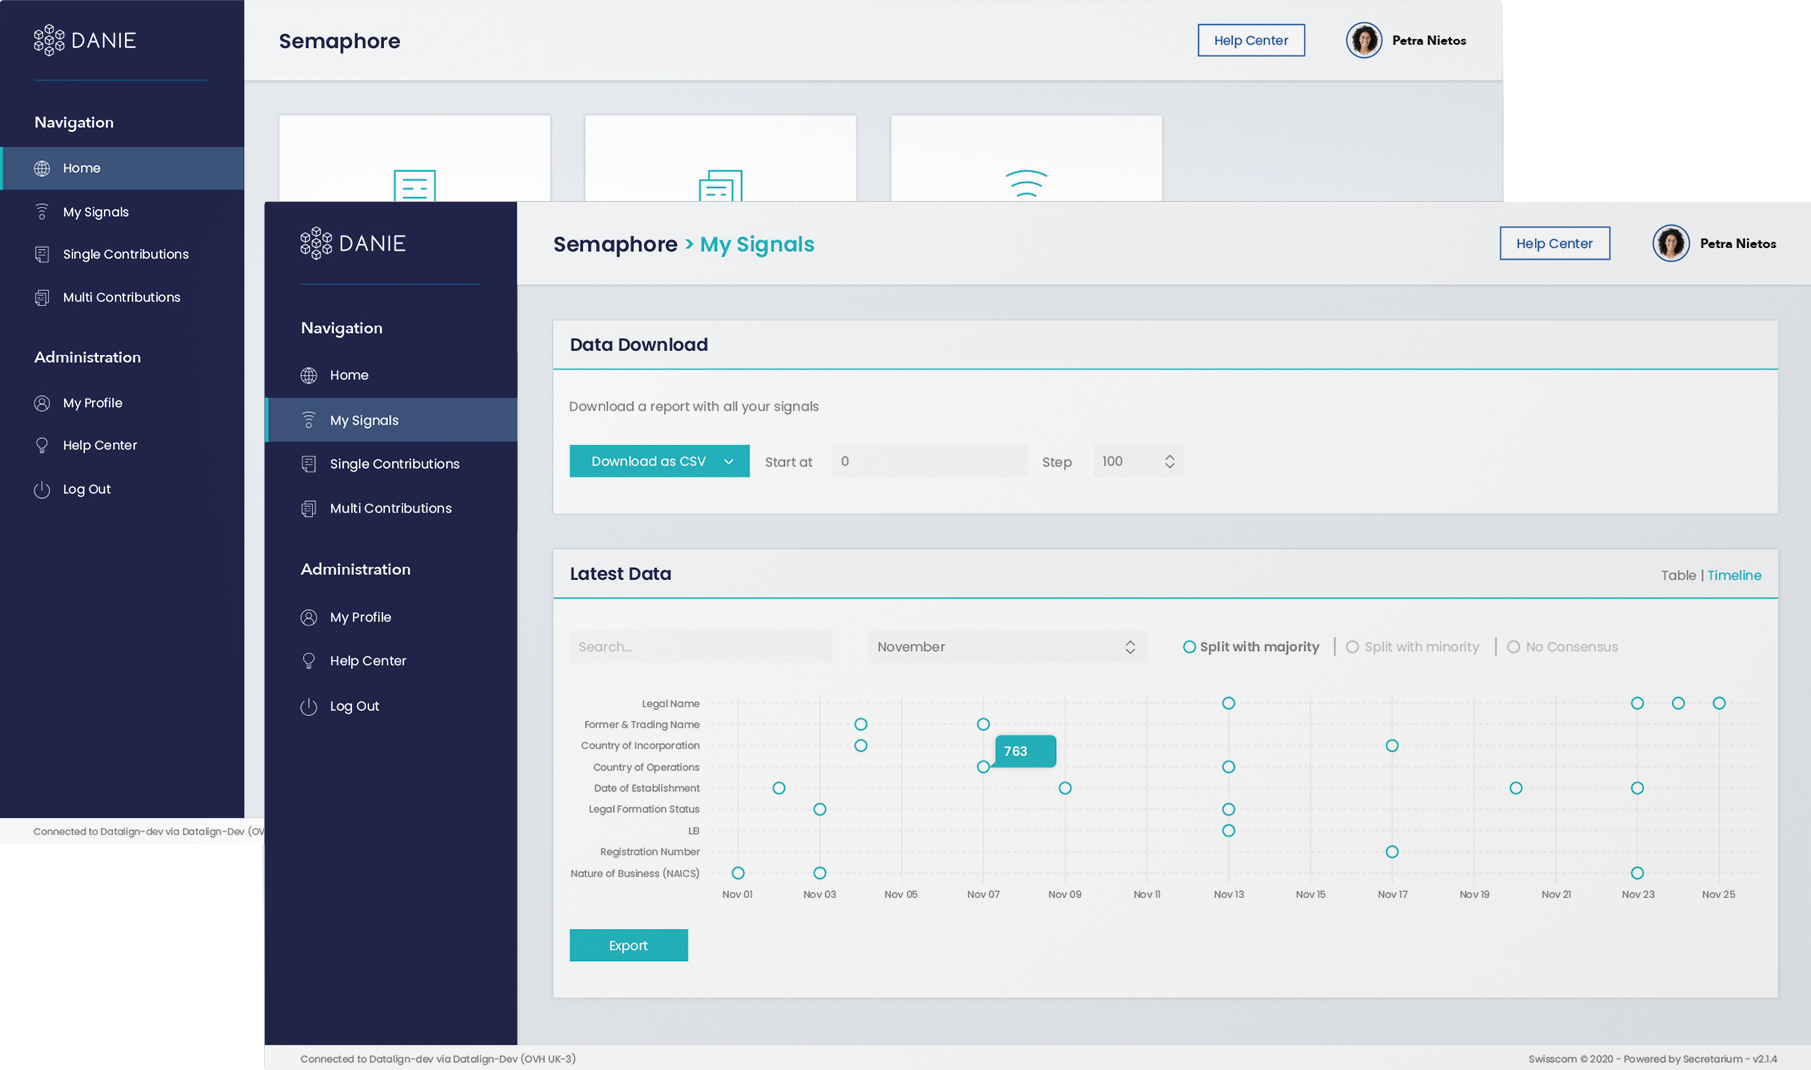 DANIE
Semaphore
Help Center
Petra Nietos
Navigation
Home
My Signals
Single Contributions
Multi Contributions
Administration
My Profile
Help Center
Log Out
Connected to Datalign-dev via Datalign-Dev (OV
DANIE
Semaphore > My Signals
Help Center
Petra Nietos
Navigation
Home
My Signals
Single Contributions
Multi Contributions
Administration
My Profile
Help Center
Log Out
Data Download
Download a report with all your signals
Download as CSV Start at 0 Step 100
Latest Data
Table | Timeline
Search... November Split with majority | Split with minority | No Consensus
Legal Name
Former & Trading Name
Country of Incorporation
763
Country of Operations
Date of Establishment
Legal Formation Status
LEI
Registration Number
Nature of Business (NAICS)
Nov 01 Nov 03 Nov 05 Nov 07 Nov 09 Nov 11 Nov 13 Nov 15 Nov 17 Nov 19 Nov 21 Nov 23 Nov 25
Export
Connected to Datalign-dev via Datalign-Dev (OVH UK-3)
Swisscom © 2020 - Powered by Secretarium - v2.1.4